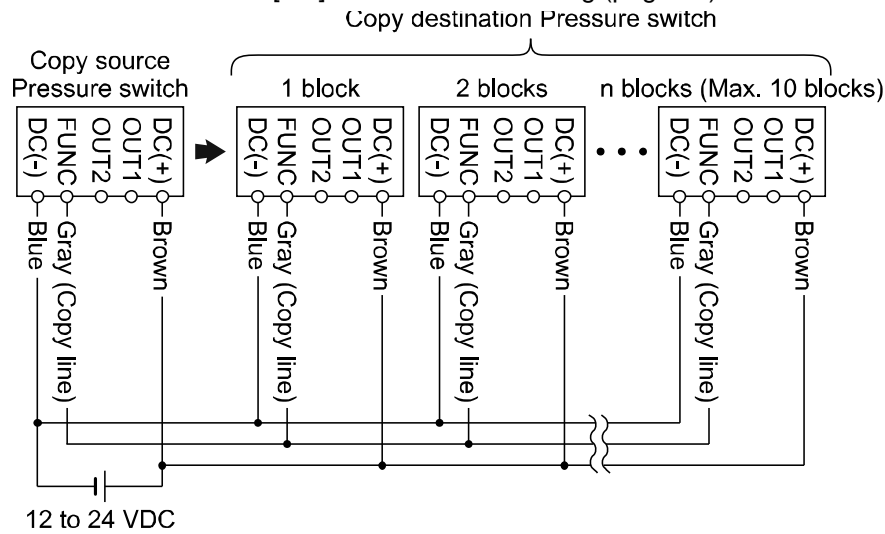 Copy destination Pressure switch
Copy source
Pressure switch
1 block
2 blocks
n blocks (Max. 10 blocks)
DC(-)
FUNC
OUT2
OUT1
DC(+)
DC(-)
FUNC
OUT2
OUT1
DC(+)
DC(-)
FUNC
OUT2
OUT1
DC(+)
DC(-)
FUNC
OUT2
OUT1
DC(+)
Blue
Gray (Copy line)
Brown
Blue
Gray (Copy line)
Brown
Blue
Gray (Copy line)
Brown
Blue
Gray (Copy line)
Brown
12 to 24 VDC